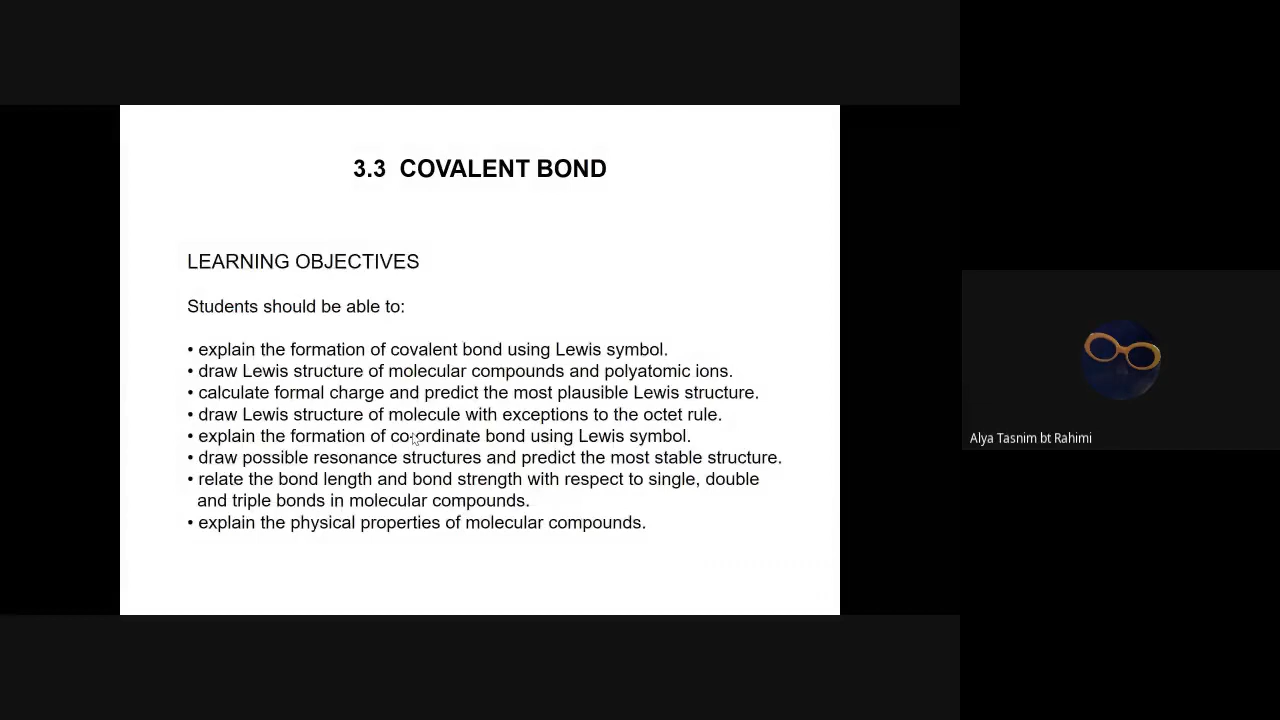 3.3 COVALENT BOND
LEARNING OBJECTIVES
Students should be able to:
• explain the formation of covalent bond using Lewis symbol.
• draw Lewis structure of molecular compounds and polyatomic ions.
• calculate formal charge and predict the most plausible Lewis structure.
• draw Lewis structure of molecule with exceptions to the octet rule.
• explain the formation of co-ordinate bond using Lewis symbol.
• draw possible resonance structures and predict the most stable structure.
• relate the bond length and bond strength with respect to single, double
and triple bonds in molecular compounds.
• explain the physical properties of molecular compounds.
Alya Tasnim bt Rahimi